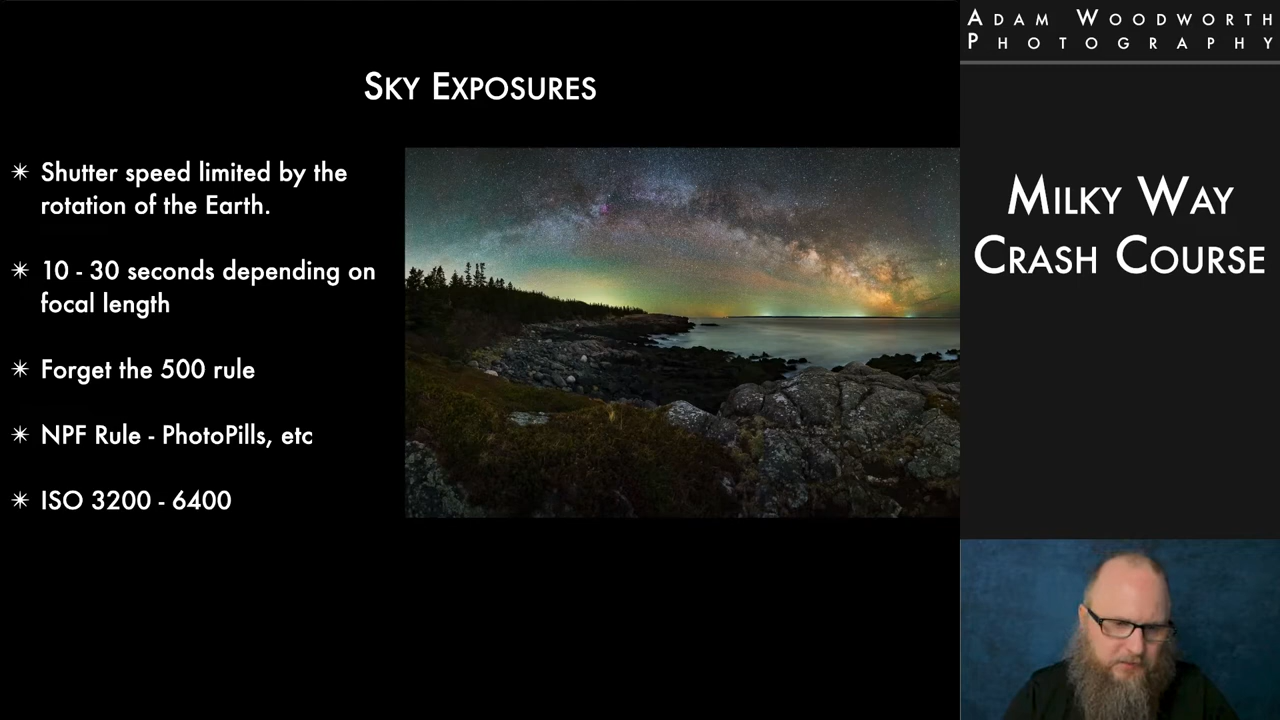 SKY EXPOSURES
✴ Shutter speed limited by the
rotation of the Earth.
✴ 10 - 30 seconds depending on
focal length
✴ Forget the 500 rule
✴ NPF Rule - PhotoPills, etc
✴ ISO 3200 - 6400
ADAM WOODWORTH
PHOTOGRAPHY
MILKY WAY
CRASH COURSE